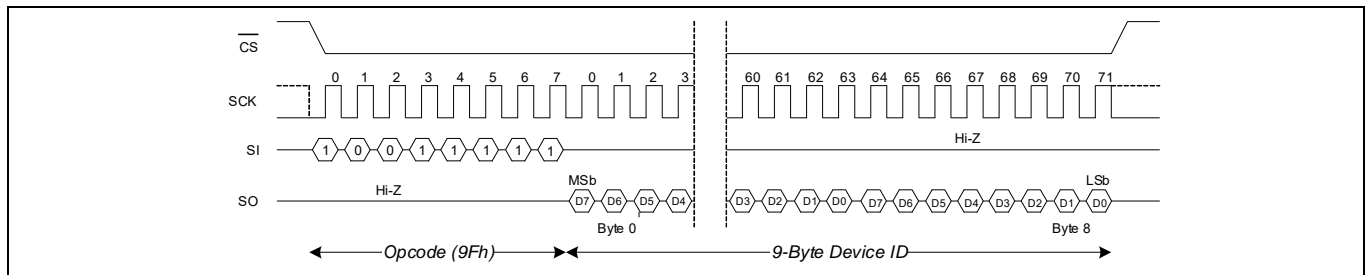 CS
0 1 2 3 4 5 6 7 0 1 2 3 60 61 62 63 64 65 66 67 68 69 70 71
SCK
Hi-Z
SI 1 0 0 1 1 1 1 1
Hi-Z MSb LSb
SO D7 D6 D5 D4 D3 D2 D1 D0 D7 D6 D5 D4 D3 D2 D1 D0
Byte 0 Byte 8
Opcode (9Fh) 9-Byte Device ID